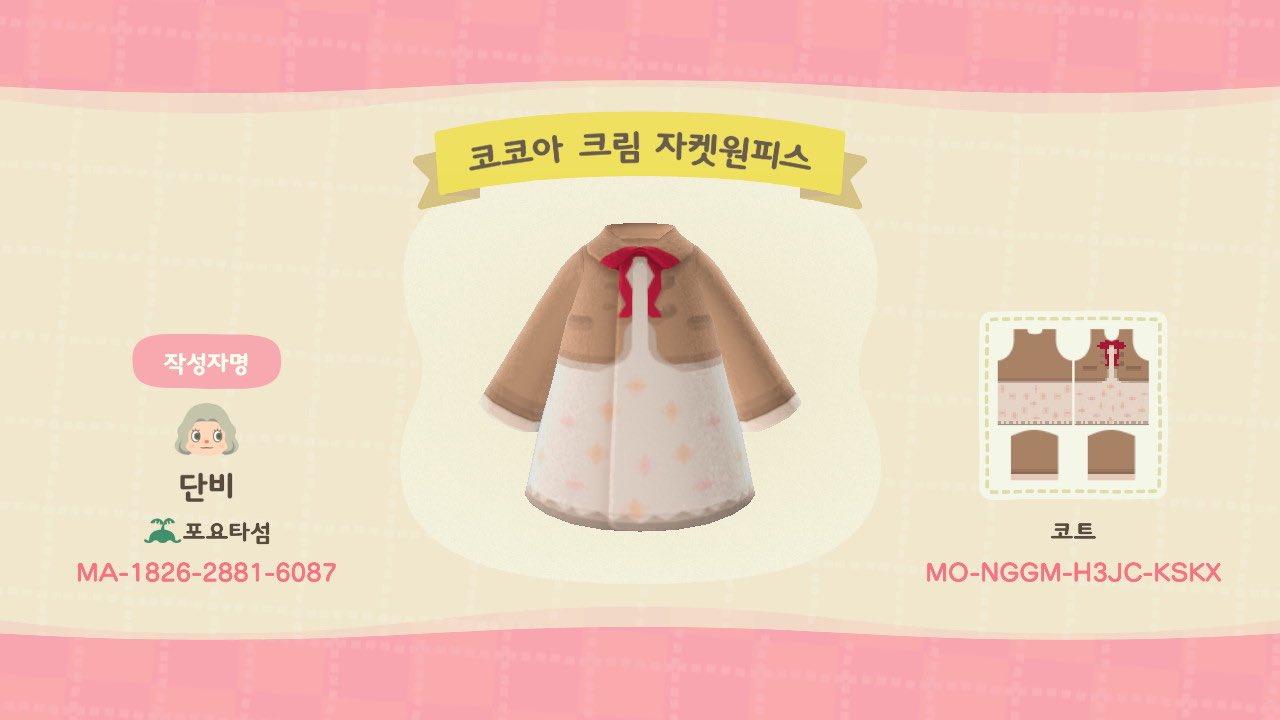 코코아 크림 자켓원피스
작성자명
단비
포요타섬
MA-1826-2881-6087
코트
MO-NGGM-H3JC-KSKX